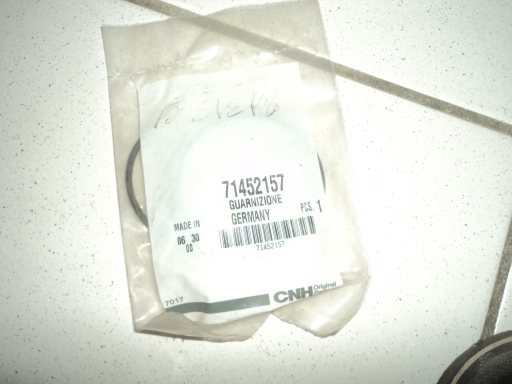 71452157
GUARNIZIONE
MADE IN GERMANY PCS. 1
06 30
00
71452157
7017 CNH Original